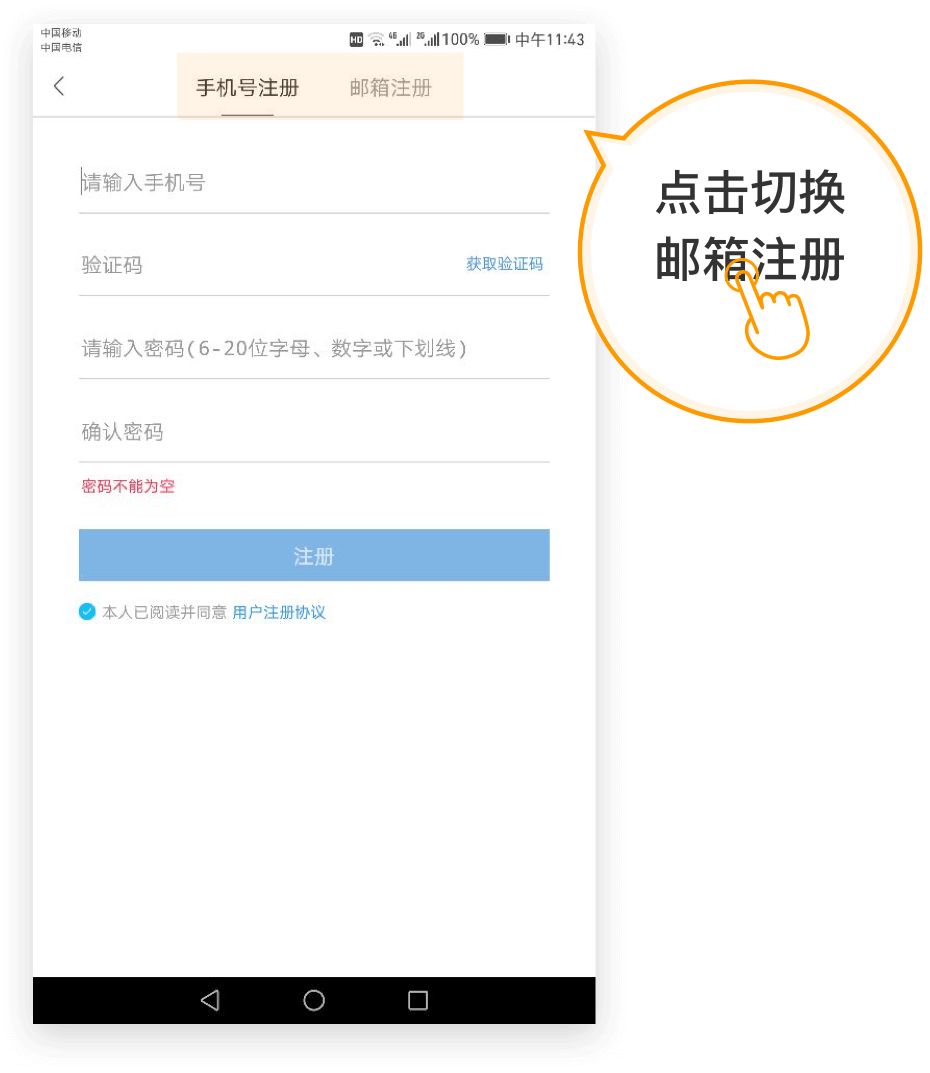 中国移动
中国电信
HD 4G 2G 100% 中午11:43
手机号注册 邮箱注册
请输入手机号
验证码 获取验证码
请输入密码(6-20位字母、数字或下划线)
确认密码
密码不能为空
注册
本人已阅读并同意 用户注册协议
点击切换
邮箱注册